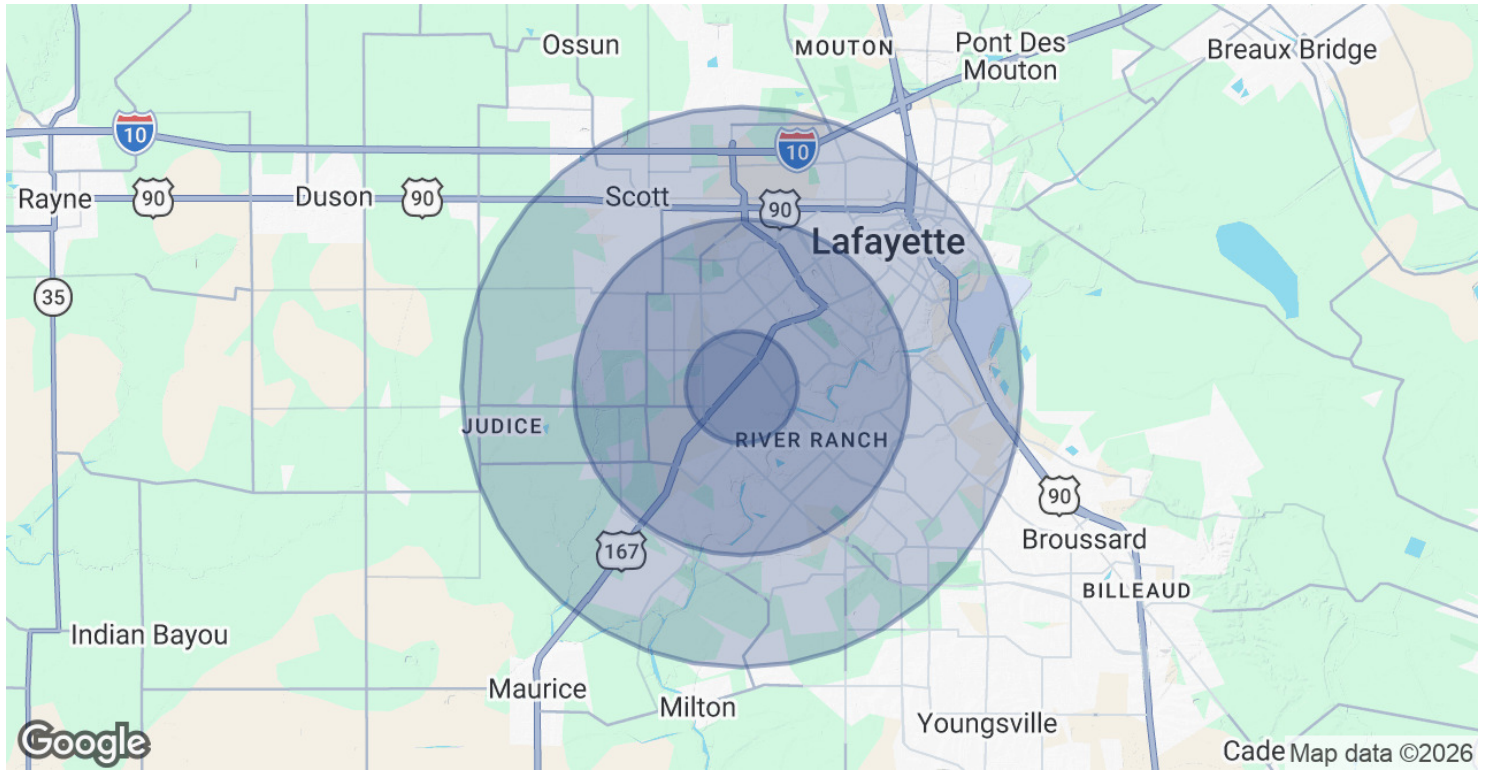 Ossun
MOUTON
Pont Des
Mouton
Breaux Bridge
10
10
Rayne
90
Duson
90
Scott
90
Lafayette
35
JUDICE
RIVER RANCH
90
167
Broussard
BILLEAUD
Indian Bayou
Maurice
Milton
Youngsville
Google
Cade
Map data ©2026